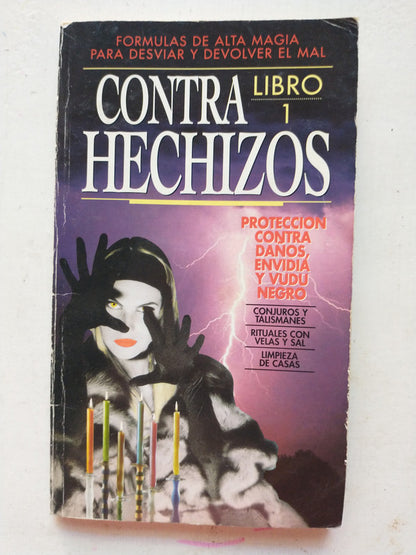 FORMULAS DE ALTA MAGIA
PARA DESVIAR Y DEVOLVER EL MAL
CONTRA
LIBRO
1
HECHIZOS
PROTECCION
CONTRA
DAÑOS,
ENVIDIA
Y VUDU
NEGRO
CONJUROS Y
TALISMANES
RITUALES CON
VELAS Y SAL
LIMPIEZA
DE CASAS